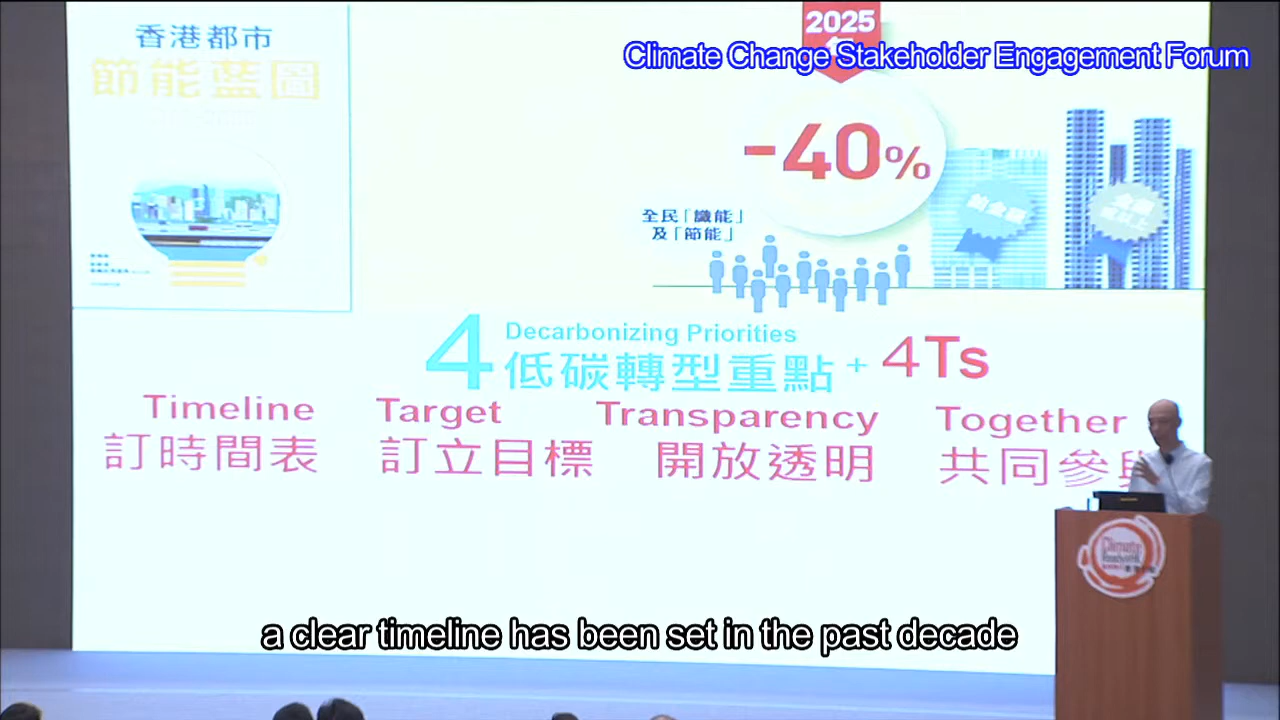 香港都市
節能藍圖
2025
年
Climate Change Stakeholder Engagement Forum
-40%
全民「識能」
及「節能」
4 Decarbonizing Priorities
低碳轉型重點 + 4Ts
Timeline Target Transparency Together
訂時間表 訂立目標 開放透明 共同參與
Climate
a clear timeline has been set in the past decade